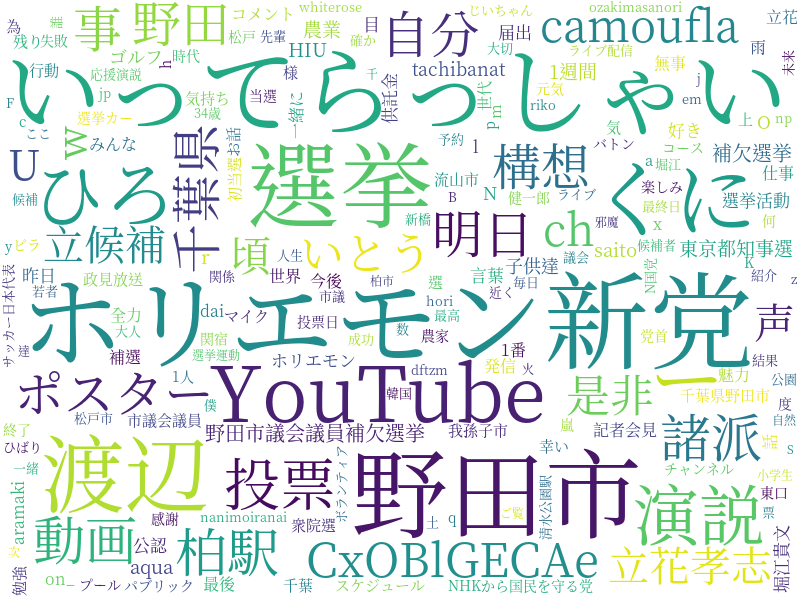 whiterose
じいちゃん
ozakimasanori
松戸
先輩
コメント
農業
目
届出
確か
ライブ配信
立花
為
事
野田
自分
camoufla
雨
残り
失敗
ゴルフ
時代
HIU
大切
未来
行動
応援演説
様
tachibanat
1週間
無事
jp
気持ち
供託金
世代
元気
いってらっしゃい
選挙カー
当選
34歳
一緒に
riko
好き
上
np
ここ
みんな
初当選
お話
予約
気
バトン
コース
堀江
補欠選挙
仕事
候補
千葉県
選挙
流山市
構想
楽しみ
ひろ
くに
新橋
健一郎
ライブ
邪魔
最終日
選挙活動
何
ビラ
立候補
頃
いとう
明日
ch
saito
候補者
東京都知事選
昨日
政見放送
人生
世界
今後
言葉
子供達
議会
N国党
紹介
サッカー日本代表
若者
関係
柏市
近く
毎日
ホリエモン
新党
全力
dai
マイク
市議
hori
最高
声
大人
関宿
投票日
農家
数
党首
補選
選挙運動
成功
ホリエモン
1番
発信
結果
ポスター
1人
YouTube
dftzm
火
是非
魅力
公園
韓国
僕
千葉県野田市
松戸市
市議会議員
度
自然
終了
渡辺
野田市議会議員補欠選挙
我孫子市
幸い
記者会見
諸派
話
嵐
ひばり
投票
野田市
チャンネル
一緒
ボランティア
清水公園駅
演説
小学生
aramaki
感謝
nanimoiranai
衆院選
土
ご覧
東口
票
動画
公認
柏駅
CxOBlGECAe
立花孝志
堀江貴文
勉強
on
aqua
プール
パブリック
最後
千葉
スケジュール
NHKから国民を守る党